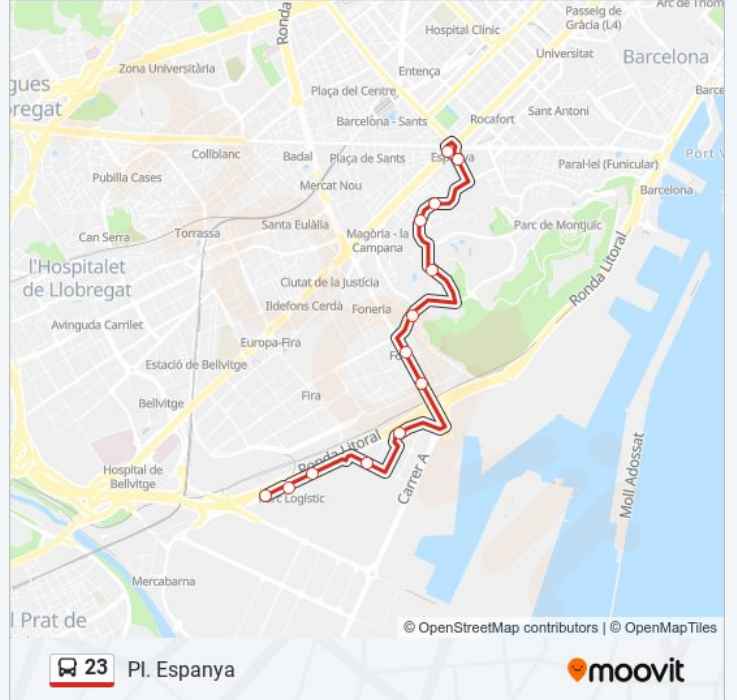 Arc de Triom
Passeig de
Gràcia (L4)
Ronda
Hospital Clínic
Universitat
Barcelona
Zona Universitària
Entença
gues
bregat
Plaça del Centre
Barce
Rocafort
Sant Antoni
Barcelona - Sants
Collblanc
Badal
Plaça de Sants
Port V
Paral·lel (Funicular)
Pubilla Cases
Mercat Nou
Barcelona
Santa Eulàlia
Parc de Montjuïc
Can Serra
Torrassa
Magòria - la
Campana
Ronda Litoral
l'Hospitalet
de Llobregat
Ciutat de la Justícia
Ildefons Cerdà
Foneria
Avinguda Carrilet
Europa-Fira
Estació de Bellvitge
Fira
Bellvitge
Ronda Litoral
Hospital de
Bellvitge
Carrer A
Moll Adossat
Logístic
Mercabarna
l Prat de
© OpenStreetMap contributors | © OpenMapTiles
23 Pl. Espanya
moovit